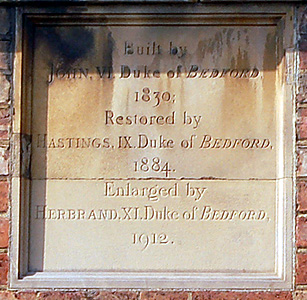 Built by
JOHN, VI, Duke of BEDFORD,
1830;
Restored by
HASTINGS, IX, Duke of BEDFORD,
1884.
Enlarged by
HERBRAND, XI, Duke of BEDFORD,
1912.